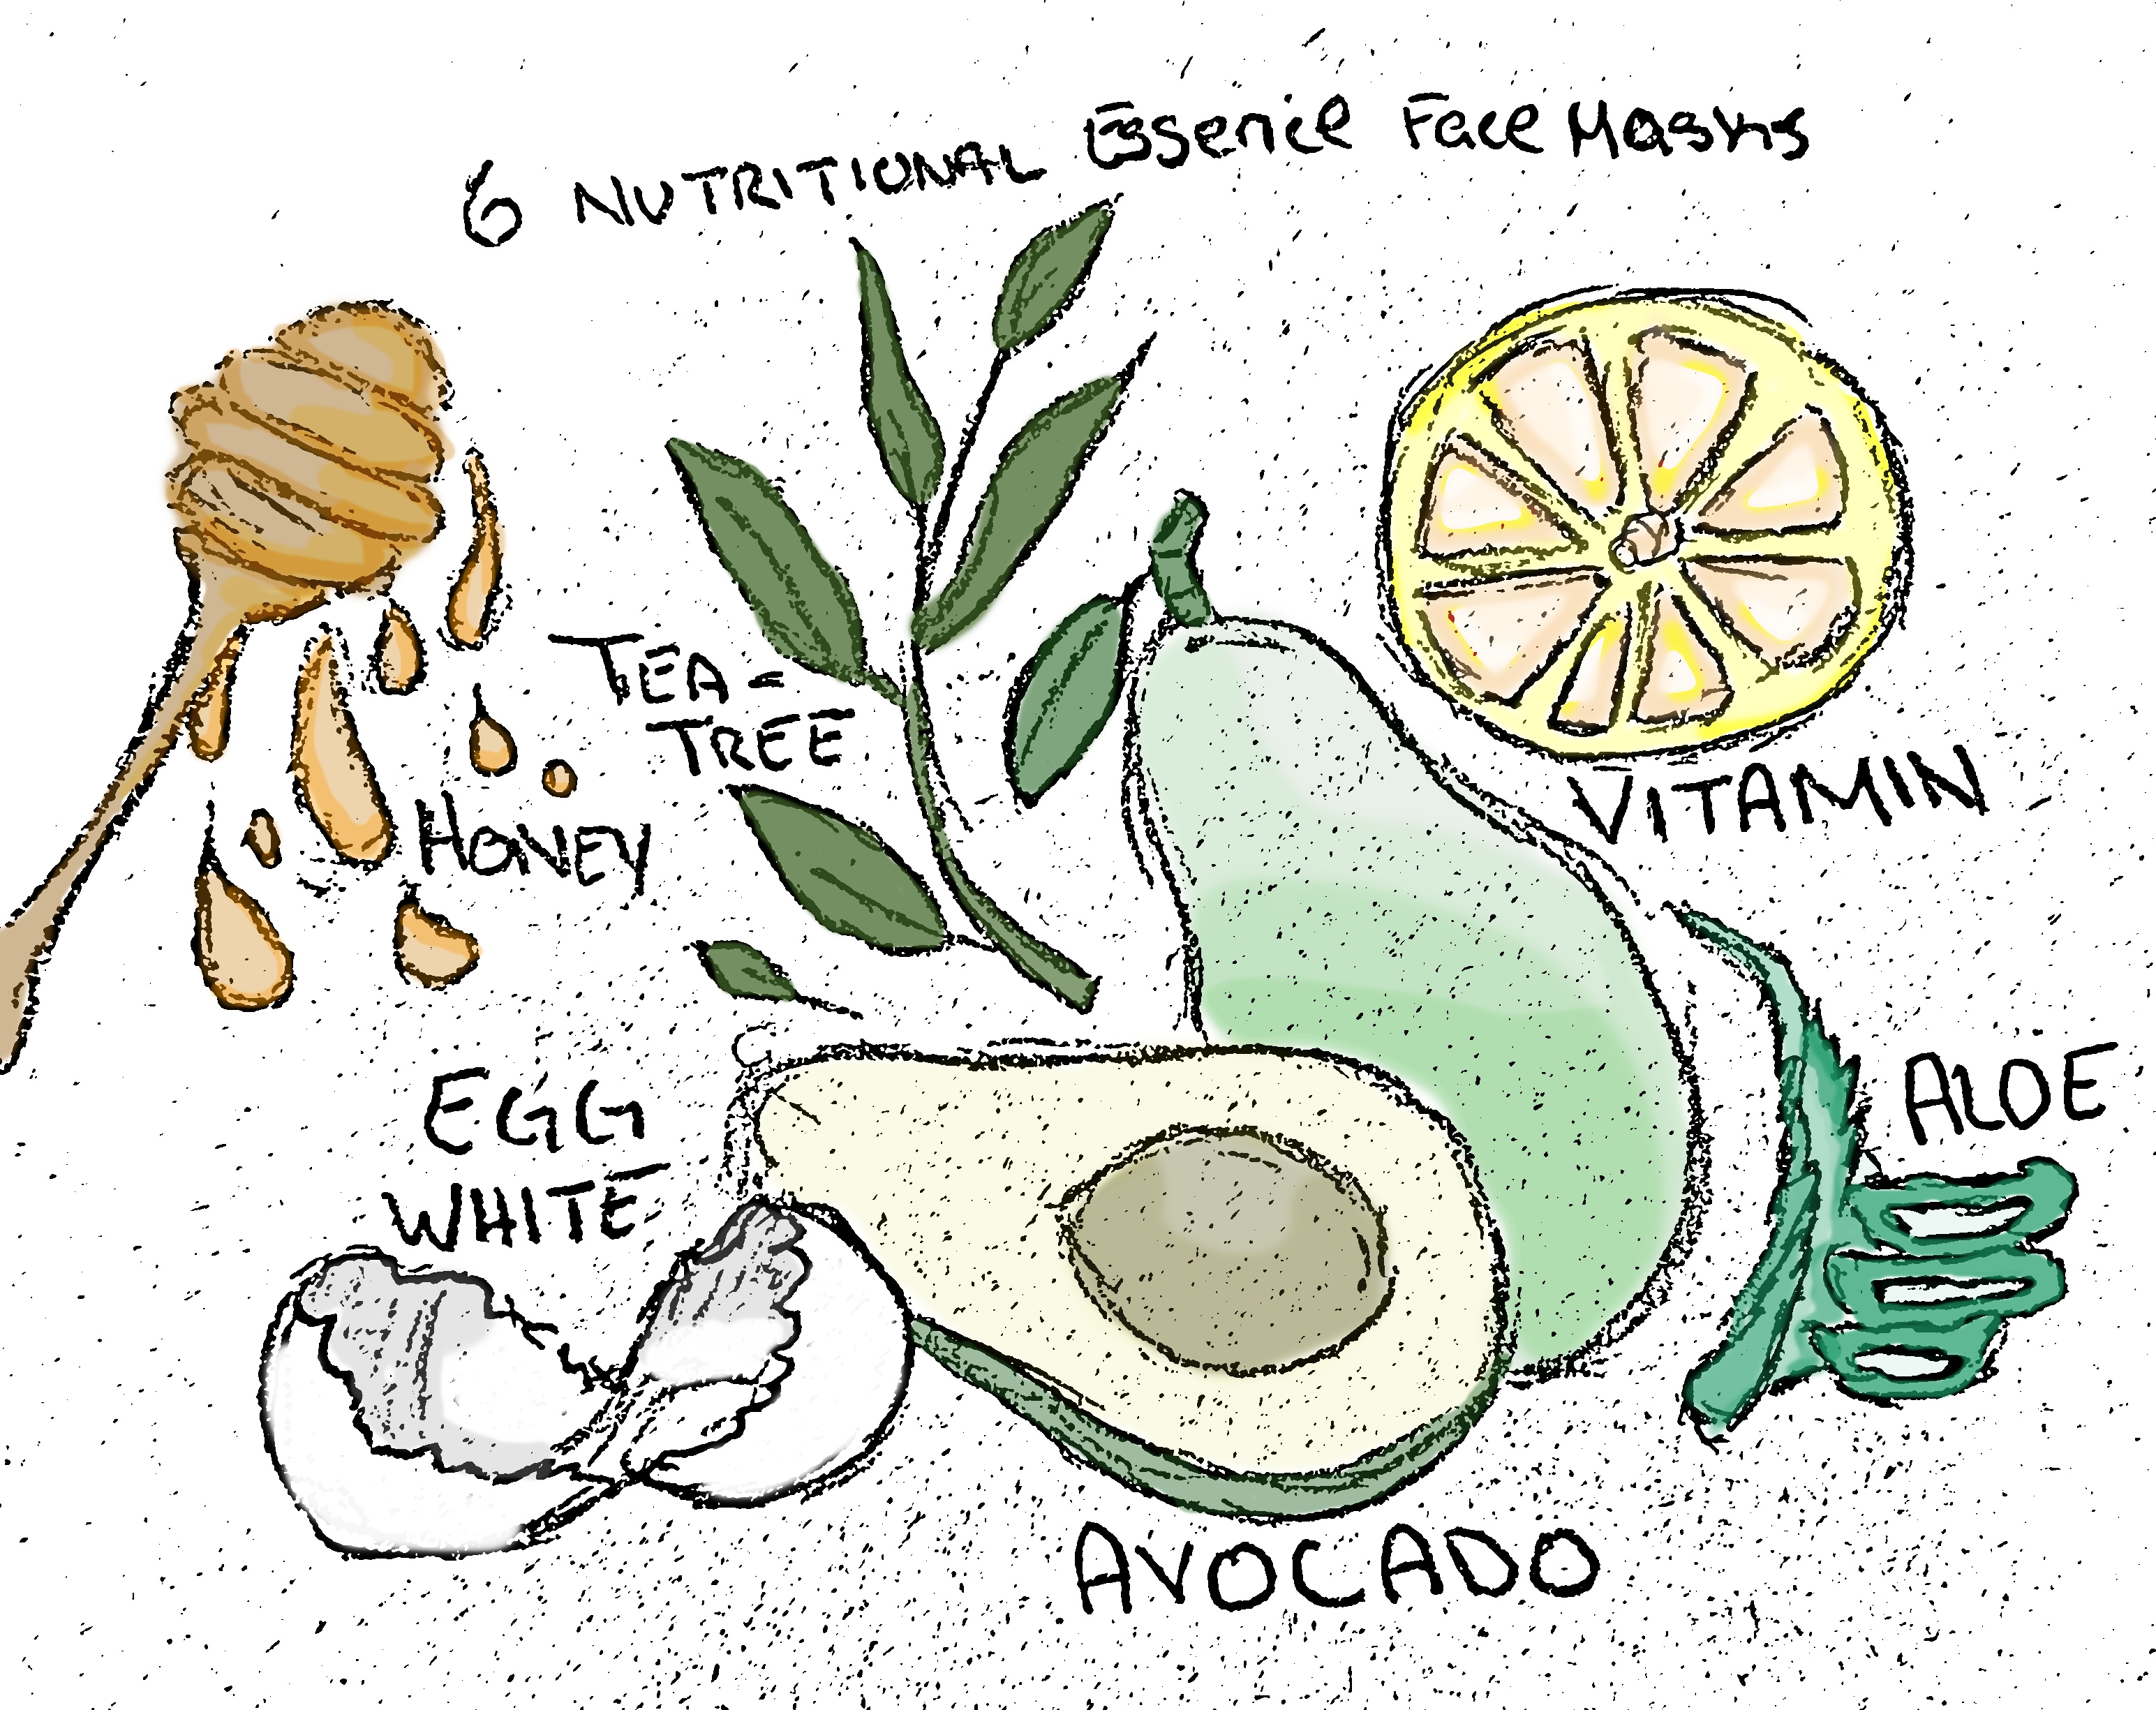 6 NUTRITIONAL Essence Face Masks
TEA-
TREE
HONEY
VITAMIN
EGG
WHITE
ALOE
AVOCADO